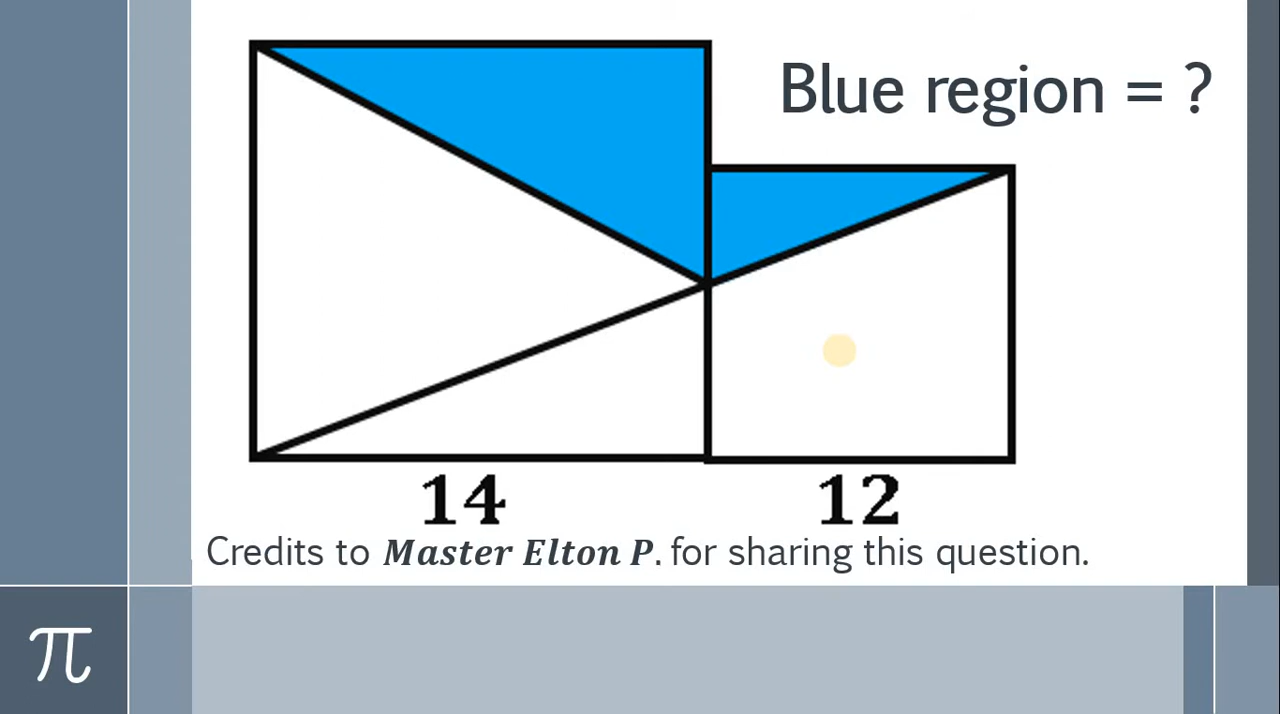 Blue region = ?
14
12
Credits to Master Elton P. for sharing this question.
π